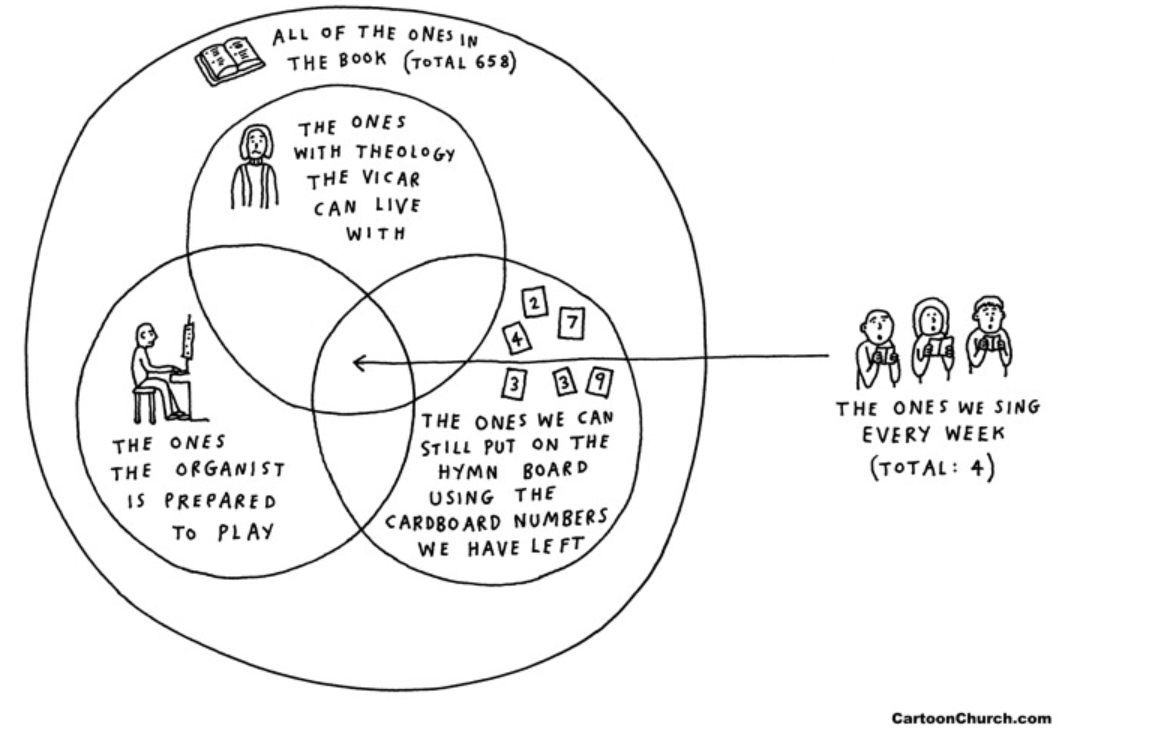 ALL OF THE ONES IN
THE BOOK (TOTAL 658)
THE ONES
WITH THEOLOGY
THE VICAR
CAN LIVE
WITH
2
7
4
3
3
9
THE ONES
THE ORGANIST
IS PREPARED
TO PLAY
THE ONES WE CAN
STILL PUT ON THE
HYMN BOARD
USING THE
CARDBOARD NUMBERS
WE HAVE LEFT
THE ONES WE SING
EVERY WEEK
(TOTAL: 4)
CartoonChurch.com